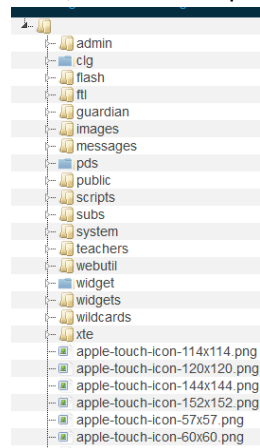 admin
clg
flash
ftl
guardian
images
messages
pds
public
scripts
subs
system
teachers
webutil
widget
widgets
wildcards
xte
apple-touch-icon-114x114.png
apple-touch-icon-120x120.png
apple-touch-icon-144x144.png
apple-touch-icon-152x152.png
apple-touch-icon-57x57.png
apple-touch-icon-60x60.png